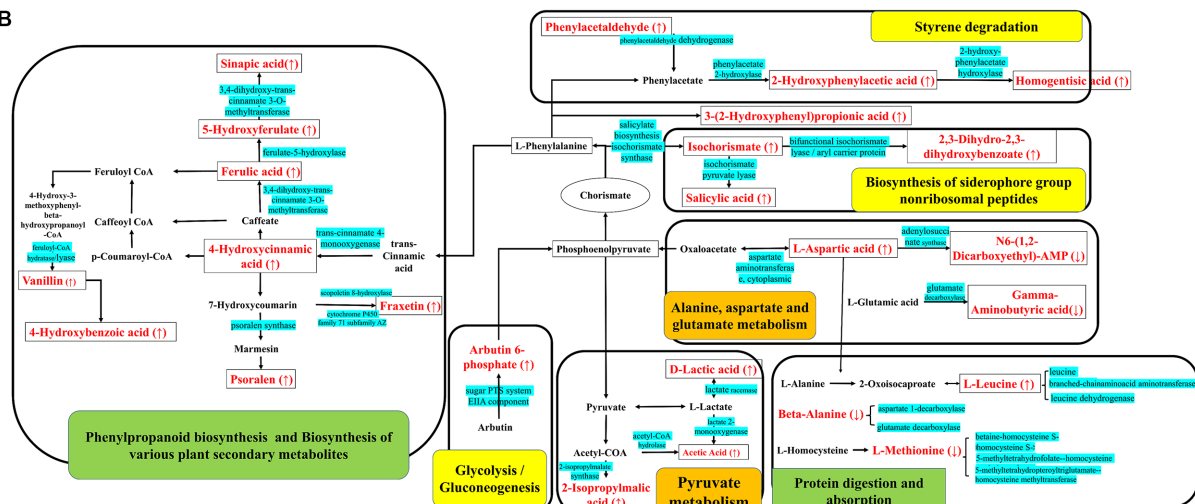 B
Sinapic acid(↑)
3,4-dihydroxy-trans-
cinnamate 3-O-
methyltransferase
5-Hydroxyferulate (↑)
ferulate-5-hydroxylase
Feruloyl CoA
Ferulic acid (↑)
4-Hydroxy-3-
methoxyphenyl-
beta-
hydroxypropanoyl
-CoA
3,4-dihydroxy-trans-
cinnamate 3-O-
methyltransferase
Caffeoyl CoA
Caffeate
feruloyl-CoA
hydratase/lyase
p-Coumaroyl-CoA
4-Hydroxycinnamic
acid (↑)
trans-cinnamate 4-
monooxygenase
trans-
Cinnamic
acid
Vanillin (↑)
4-Hydroxybenzoic acid (↑)
7-Hydroxycoumarin
scopoletin 8-hydroxylase
cytochrome P450
family 71 subfamily AZ
Fraxetin (↑)
psoralen synthase
Marmesin
Psoralen (↑)
Phenylpropanoid biosynthesis and Biosynthesis of
various plant secondary metabolites
Phenylacetaldehyde (↑)
phenylacetaldehyde dehydrogenase
Styrene degradation
Phenylacetate
phenylacetate
2-hydroxylase
2-Hydroxyphenylacetic acid (↑)
2-hydroxy-
phenylacetate
hydroxylase
Homogentisic acid (↑)
3-(2-Hydroxyphenyl)propionic acid (↑)
L-Phenylalanine
salicylate
biosynthesis
isochorismate
synthase
Isochorismate (↑)
bifunctional isochorismate
lyase / aryl carrier protein
2,3-Dihydro-2,3-
dihydroxybenzoate (↑)
isochorismate
pyruvate lyase
Salicylic acid (↑)
Biosynthesis of siderophore group
nonribosomal peptides
Chorismate
Phosphoenolpyruvate
Oxaloacetate
aspartate
aminotransferas
e, cytoplasmic
L-Aspartic acid (↑)
adenylosucci
nate synthase
N6-(1,2-
Dicarboxyethyl)-AMP (↓)
L-Glutamic acid
glutamate
decarboxylase
Gamma-
Aminobutyric acid(↓)
Alanine, aspartate and
glutamate metabolism
Arbutin 6-
phosphate (↑)
sugar PTS system
EIIA component
Arbutin
Glycolysis /
Gluconeogenesis
D-Lactic acid (↑)
lactate racemase
Pyruvate
L-Lactate
lactate 2-
monooxygenase
Acetyl-COA
acetyl-CoA
hydrolase
Acetic Acid (↑)
2-isopropylmalate
synthase
2-Isopropylmalic
acid (↑)
Pyruvate
metabolism
L-Alanine
2-Oxoisocaproate
L-Leucine (↑)
leucine
branched-chainaminoacid aminotransferase
leucine dehydrogenase
Beta-Alanine (↓)
aspartate 1-decarboxylase
glutamate decarboxylase
L-Homocysteine
L-Methionine (↓)
betaine-homocysteine S-
homocysteine S-
5-methyltetrahydrofolate--homocysteine
5-methyltetrahydropteroyltriglutamate--
homocysteine methyltransferase
Protein digestion and
absorption